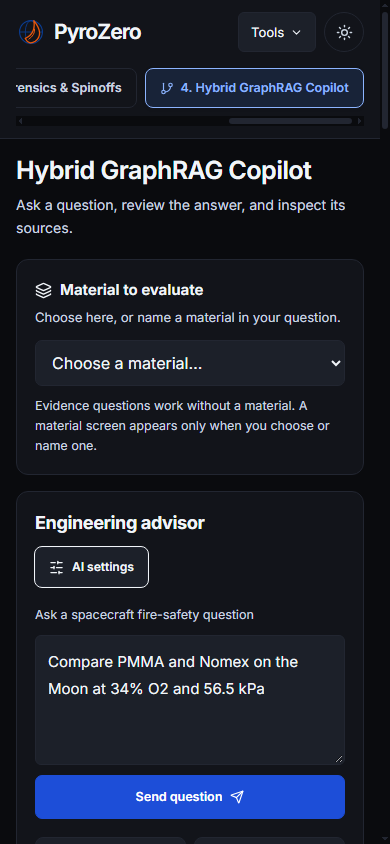 PyroZero
Tools
rensics & Spinoffs
4. Hybrid GraphRAG Copilot
Hybrid GraphRAG Copilot
Ask a question, review the answer, and inspect its
sources.
Material to evaluate
Choose here, or name a material in your question.
Choose a material...
Evidence questions work without a material. A
material screen appears only when you choose or
name one.
Engineering advisor
AI settings
Ask a spacecraft fire-safety question
Compare PMMA and Nomex on the
Moon at 34% O2 and 56.5 kPa
Send question